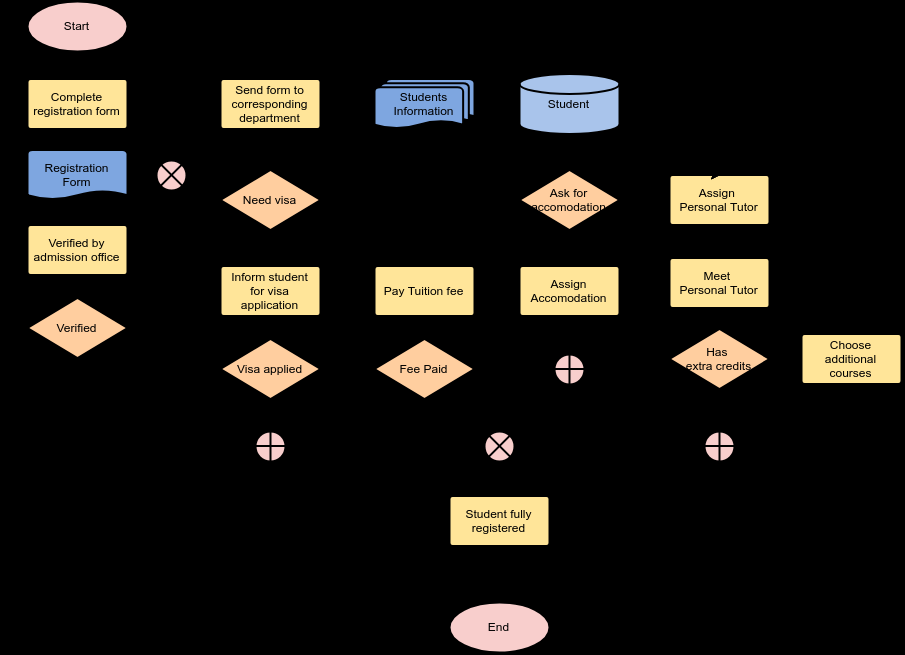 Start
Complete
registration form
Send form to
corresponding
department
Students
Information
Student
Registration
Form
Need visa
Ask for
accomodation
Assign
Personal Tutor
Verified by
admission office
Inform student
for visa
application
Pay Tuition fee
Assign
Accomodation
Meet
Personal Tutor
Verified
Visa applied
Fee Paid
Has
extra credits
Choose
additional
courses
Student fully
registered
End